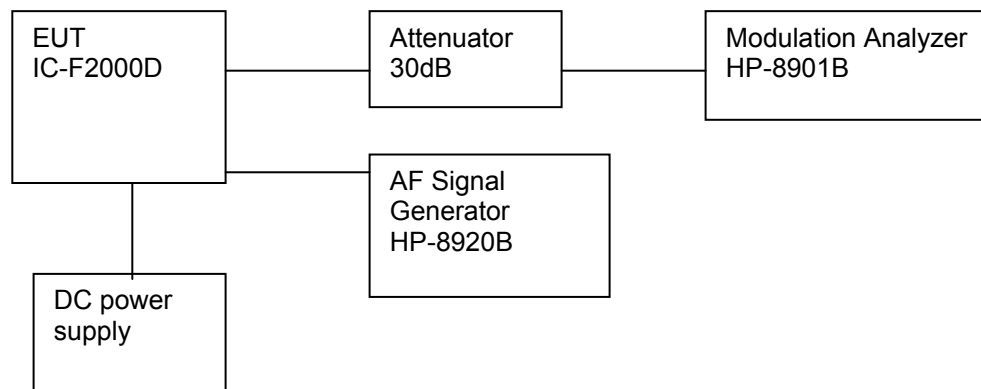 EUT
IC-F2000D
Attenuator
30dB
Modulation Analyzer
HP-8901B
AF Signal
Generator
HP-8920B
DC power
supply